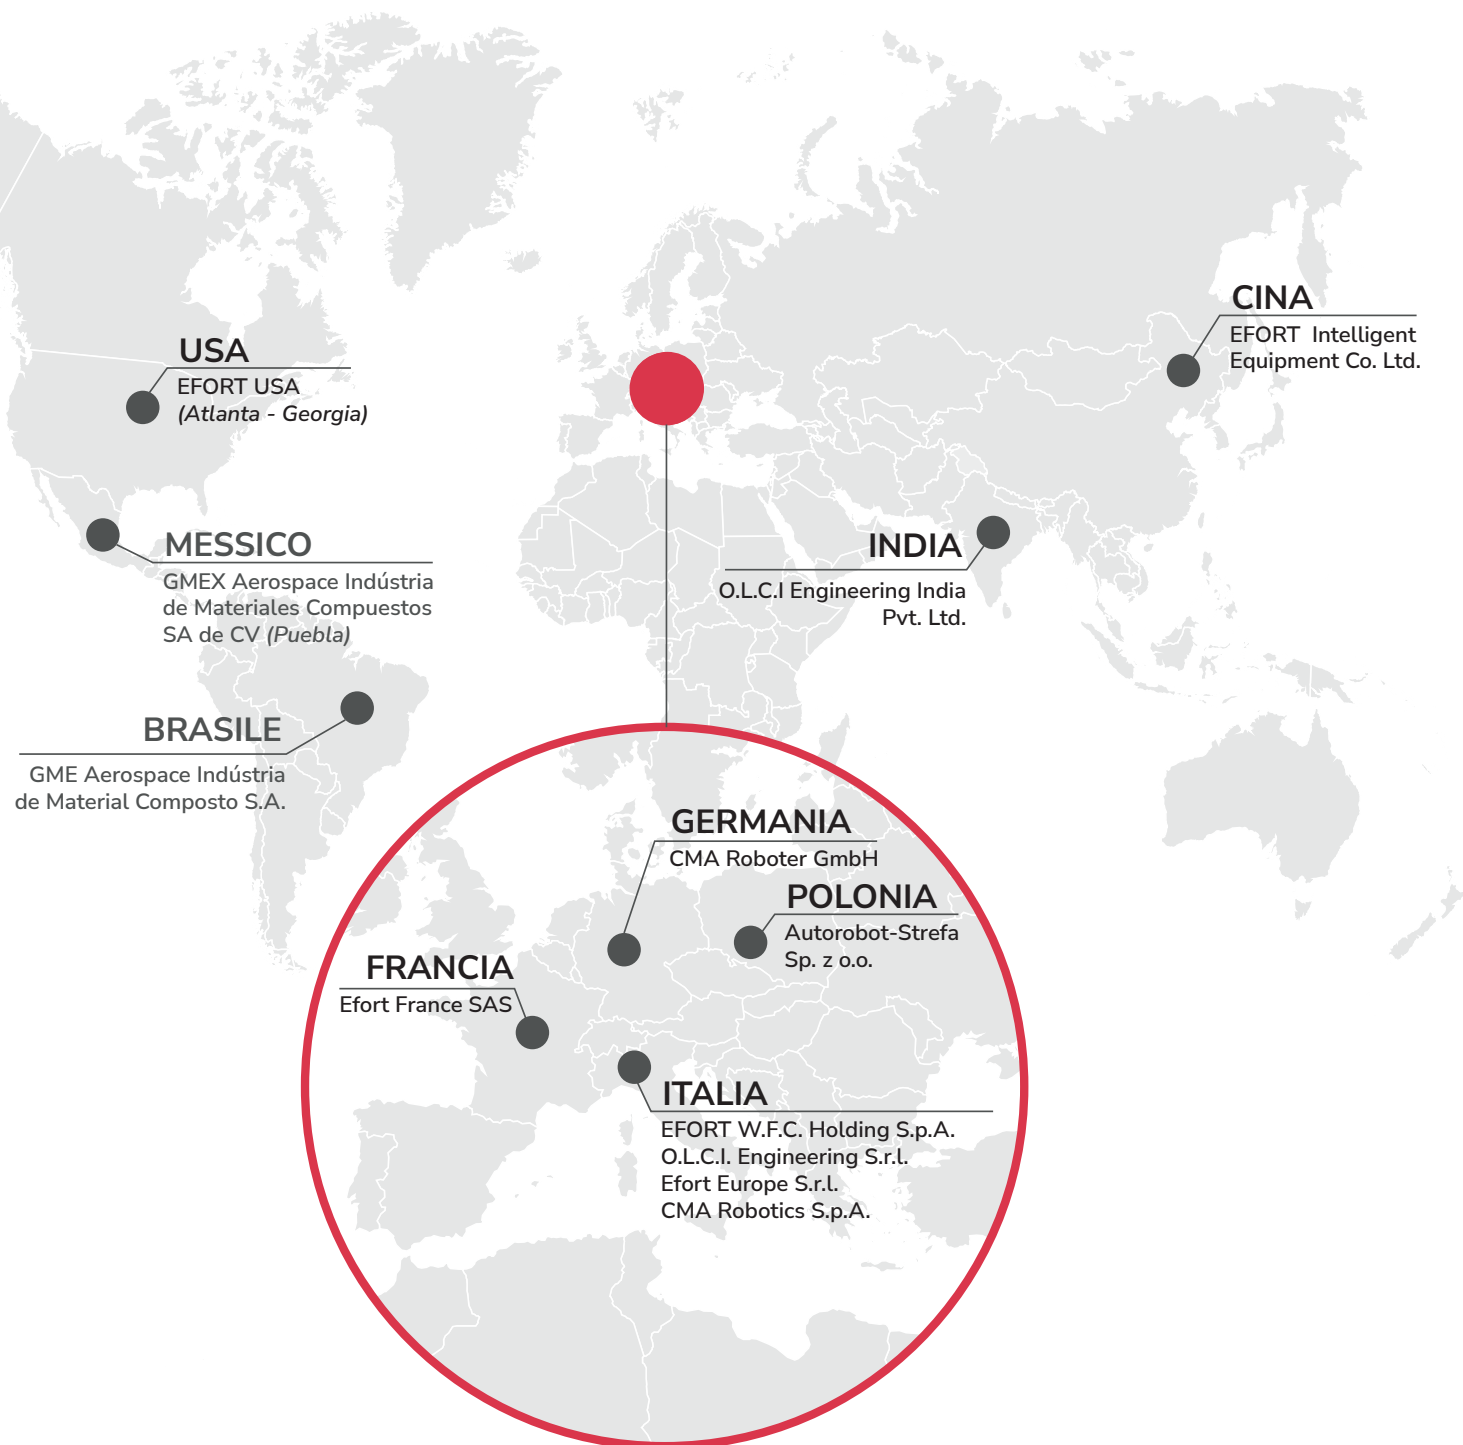 USA
EFORT USA
(Atlanta - Georgia)
CINA
EFORT Intelligent
Equipment Co. Ltd.
MESSICO
GMEX Aerospace Indústria
de Materiales Compuestos
SA de CV (Puebla)
INDIA
O.L.C.I Engineering India
Pvt. Ltd.
BRASILE
GME Aerospace Indústria
de Material Composto S.A.
GERMANIA
CMA Roboter GmbH
POLONIA
Autorobot-Strefa
Sp. z o.o.
FRANCIA
Efort France SAS
ITALIA
EFORT W.F.C. Holding S.p.A.
O.L.C.I. Engineering S.r.l.
Efort Europe S.r.l.
CMA Robotics S.p.A.